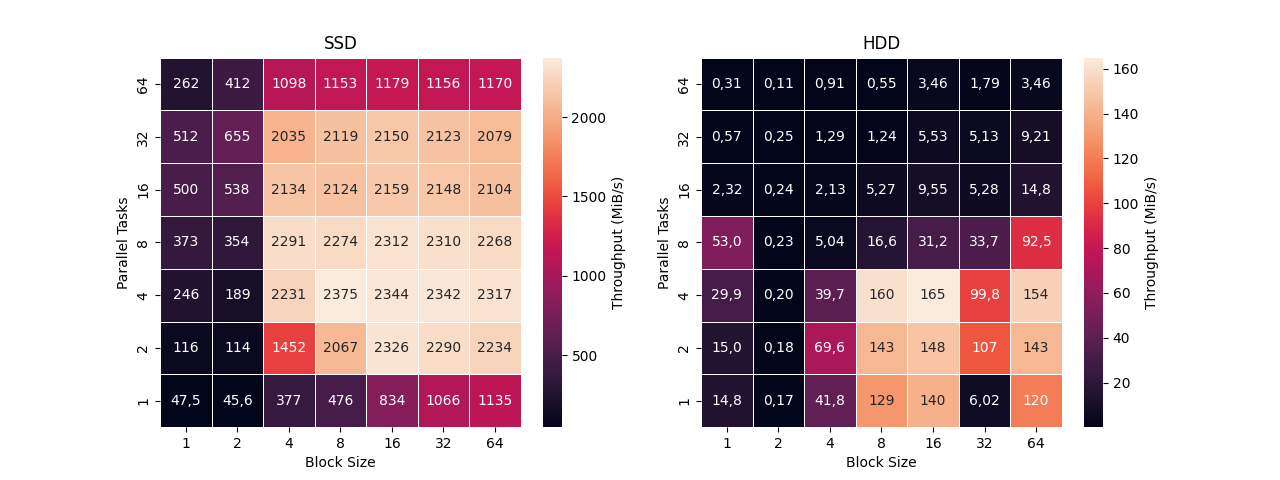 SSD
64 262 412 1098 1153 1179 1156 1170
32 512 655 2035 2119 2150 2123 2079
16 500 538 2134 2124 2159 2148 2104
8 373 354 2291 2274 2312 2310 2268
4 246 189 2231 2375 2344 2342 2317
2 116 114 1452 2067 2326 2290 2234
1 47,5 45,6 377 476 834 1066 1135
1 2 4 8 16 32 64
Block Size
Parallel Tasks
2000
1500
1000
500
Throughput (MiB/s)
HDD
64 0,31 0,11 0,91 0,55 3,46 1,79 3,46
32 0,57 0,25 1,29 1,24 5,53 5,13 9,21
16 2,32 0,24 2,13 5,27 9,55 5,28 14,8
8 53,0 0,23 5,04 16,6 31,2 33,7 92,5
4 29,9 0,20 39,7 160 165 99,8 154
2 15,0 0,18 69,6 143 148 107 143
1 14,8 0,17 41,8 129 140 6,02 120
1 2 4 8 16 32 64
Block Size
Parallel Tasks
160
140
120
100
80
60
40
20
Throughput (MiB/s)